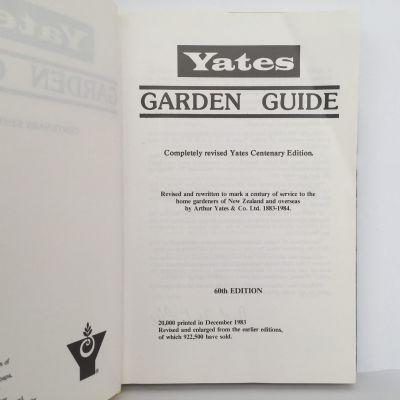 Yates
GARDEN GUIDE
Completely revised Yates Centenary Edition.
Revised and rewritten to mark a century of service to the
home gardeners of New Zealand and overseas
by Arthur Yates & Co. Ltd. 1883-1984.
60th EDITION
20,000 printed in December 1983
Revised and enlarged from the earlier editions,
of which 922,500 have sold.